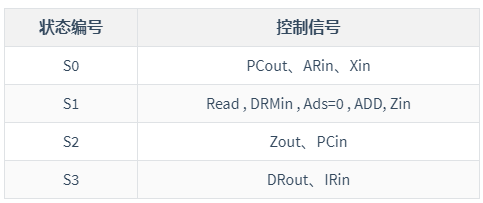 状态编号 控制信号
S0 PCout、ARin、Xin
S1 Read , DRMin , Ads=0 , ADD, Zin
S2 Zout、PCin
S3 DRout、IRin